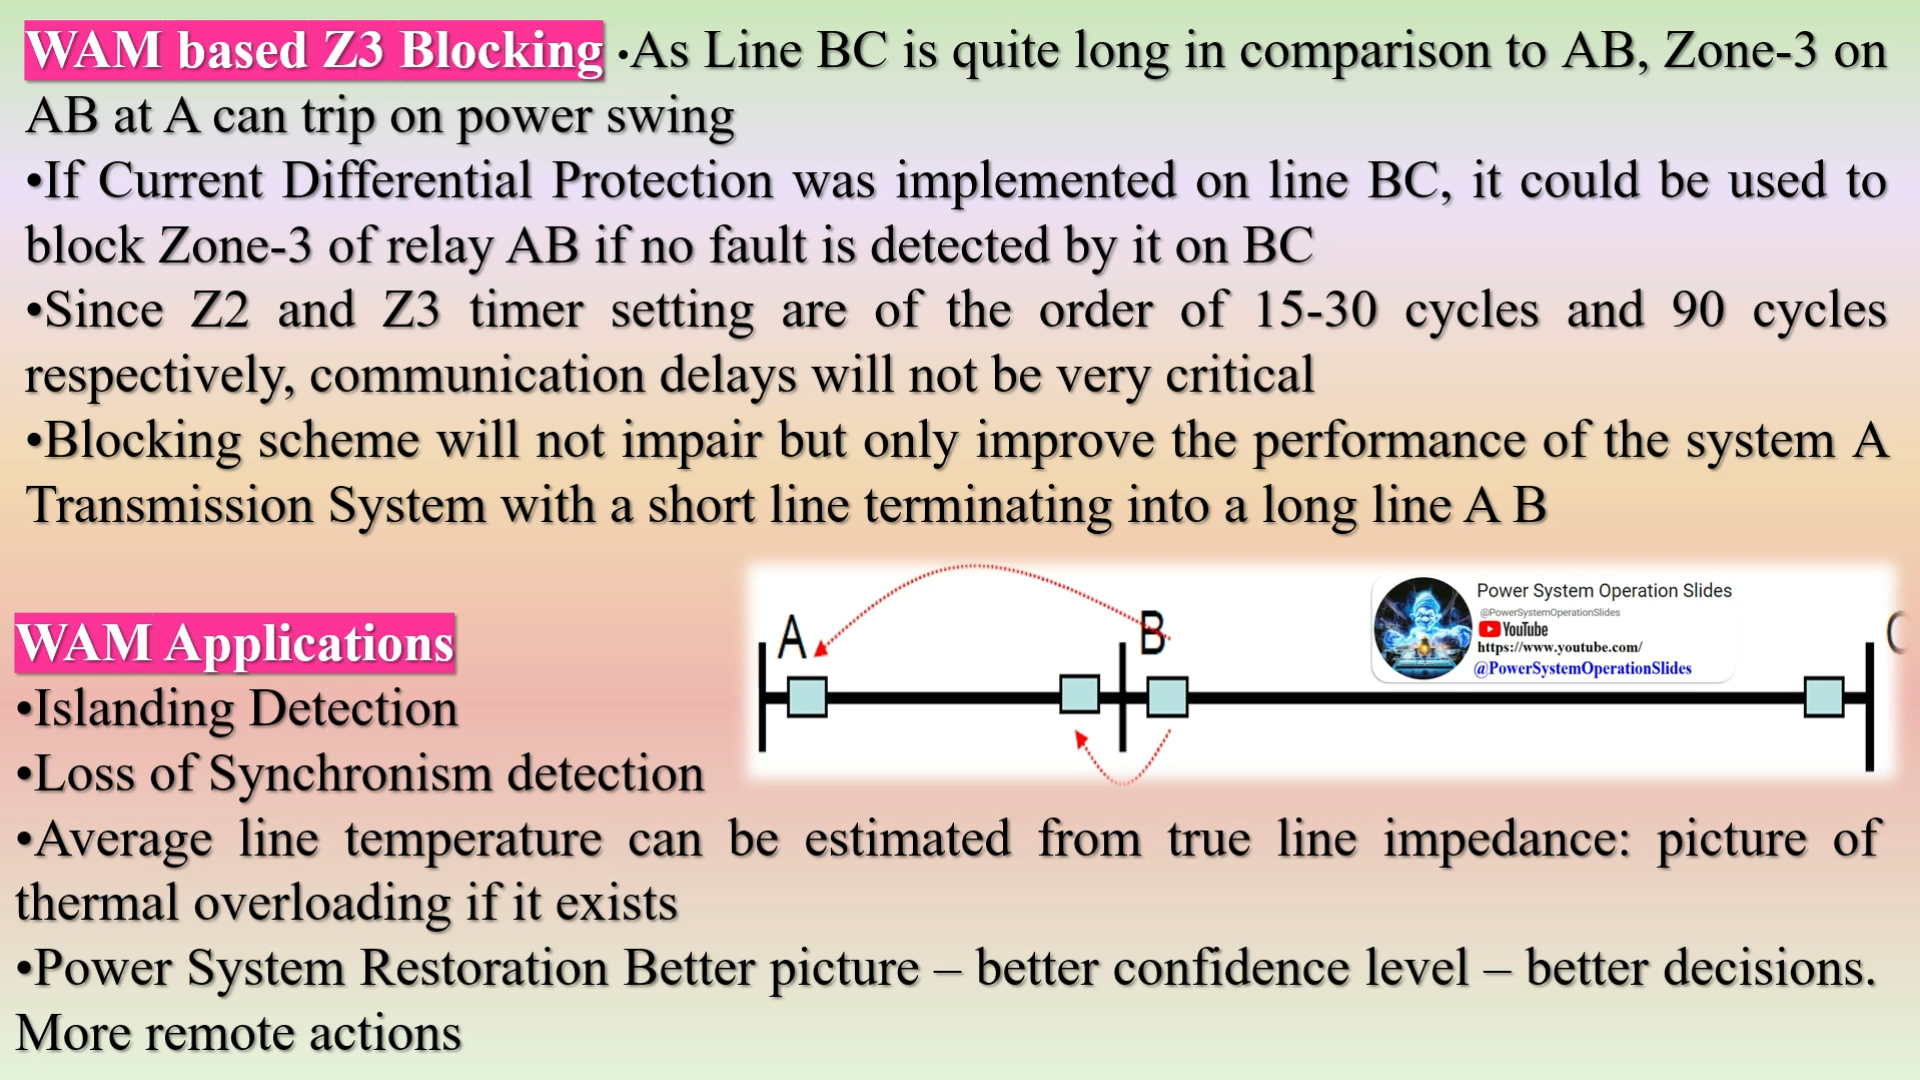 WAM based Z3 Blocking •As Line BC is quite long in comparison to AB, Zone-3 on
AB at A can trip on power swing
•If Current Differential Protection was implemented on line BC, it could be used to
block Zone-3 of relay AB if no fault is detected by it on BC
•Since Z2 and Z3 timer setting are of the order of 15-30 cycles and 90 cycles
respectively, communication delays will not be very critical
•Blocking scheme will not impair but only improve the performance of the system A
Transmission System with a short line terminating into a long line A B
A
B
C
Power System Operation Slides
@PowerSystemOperationSlides
YouTube
https://www.youtube.com/
@PowerSystemOperationSlides
WAM Applications
•Islanding Detection
•Loss of Synchronism detection
•Average line temperature can be estimated from true line impedance: picture of
thermal overloading if it exists
•Power System Restoration Better picture – better confidence level – better decisions.
More remote actions